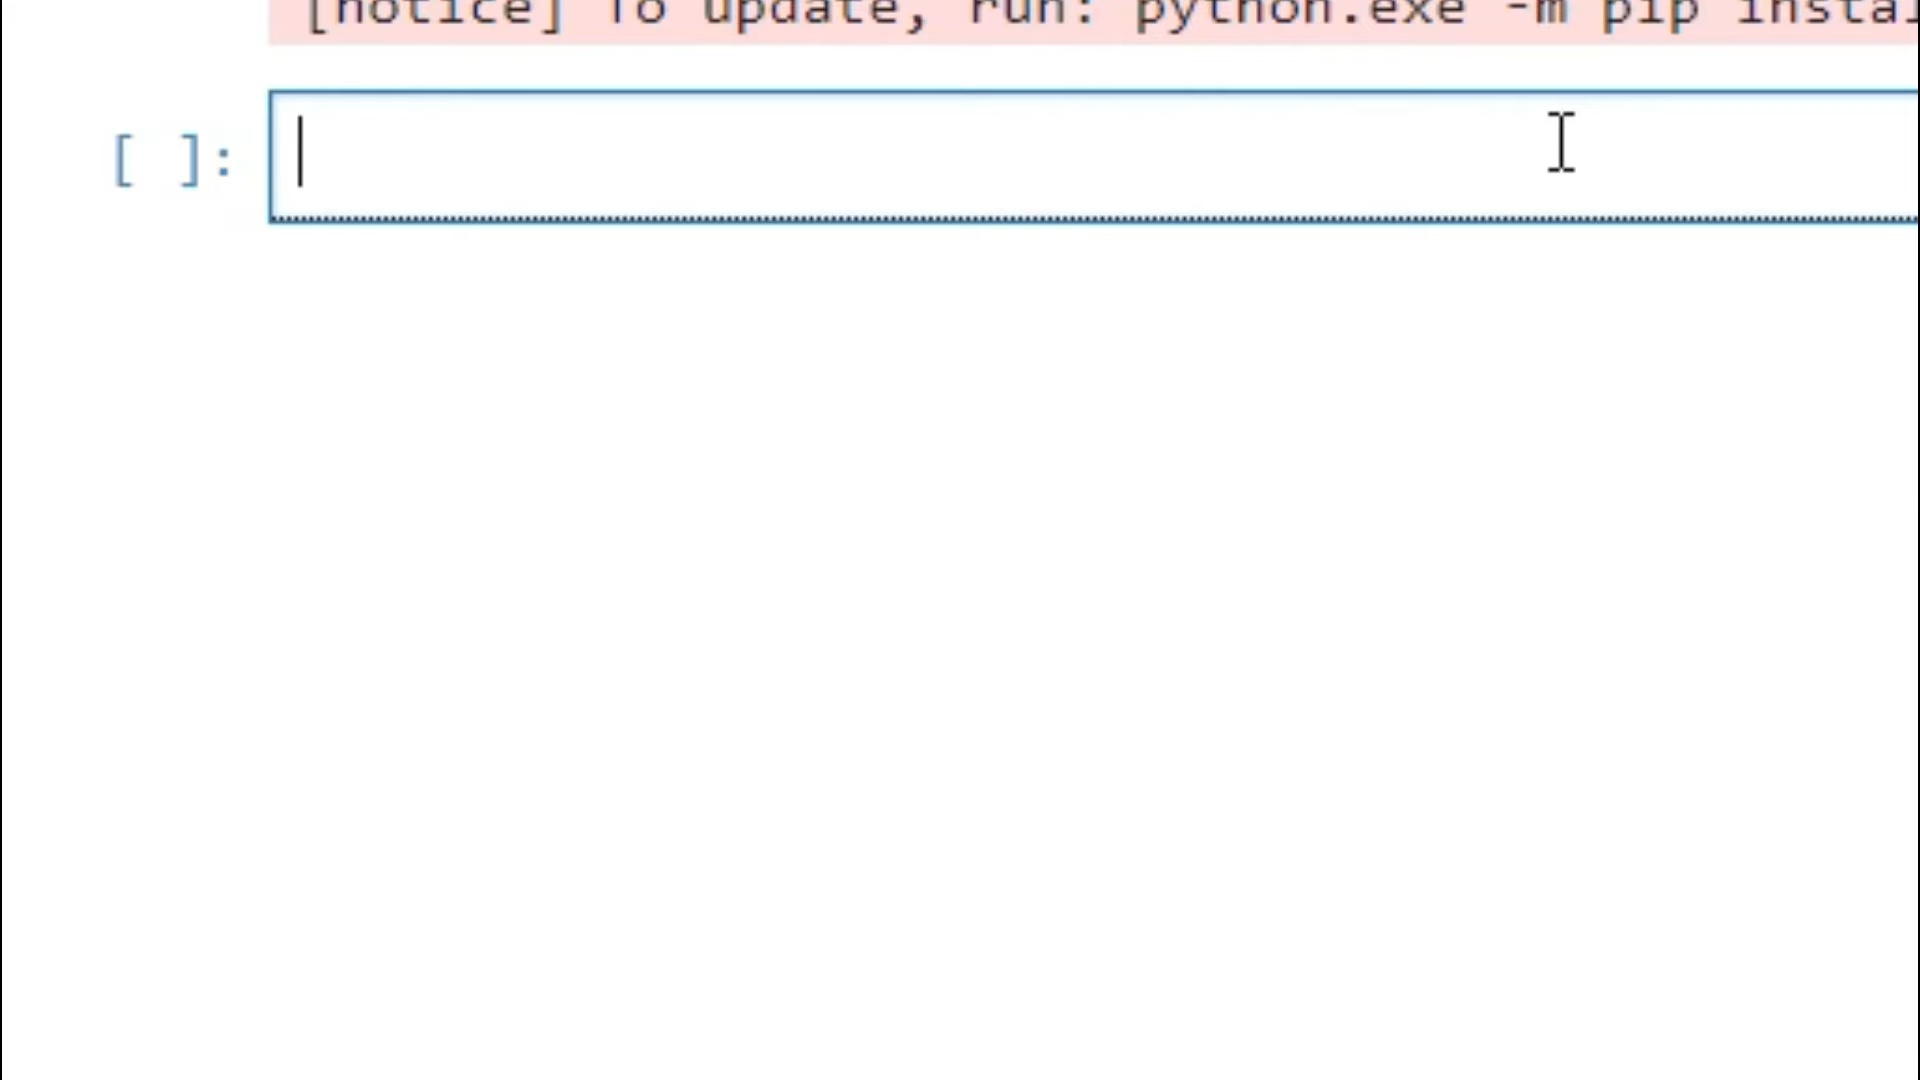 [notice] To update, run: python.exe -m pip
[ ]: